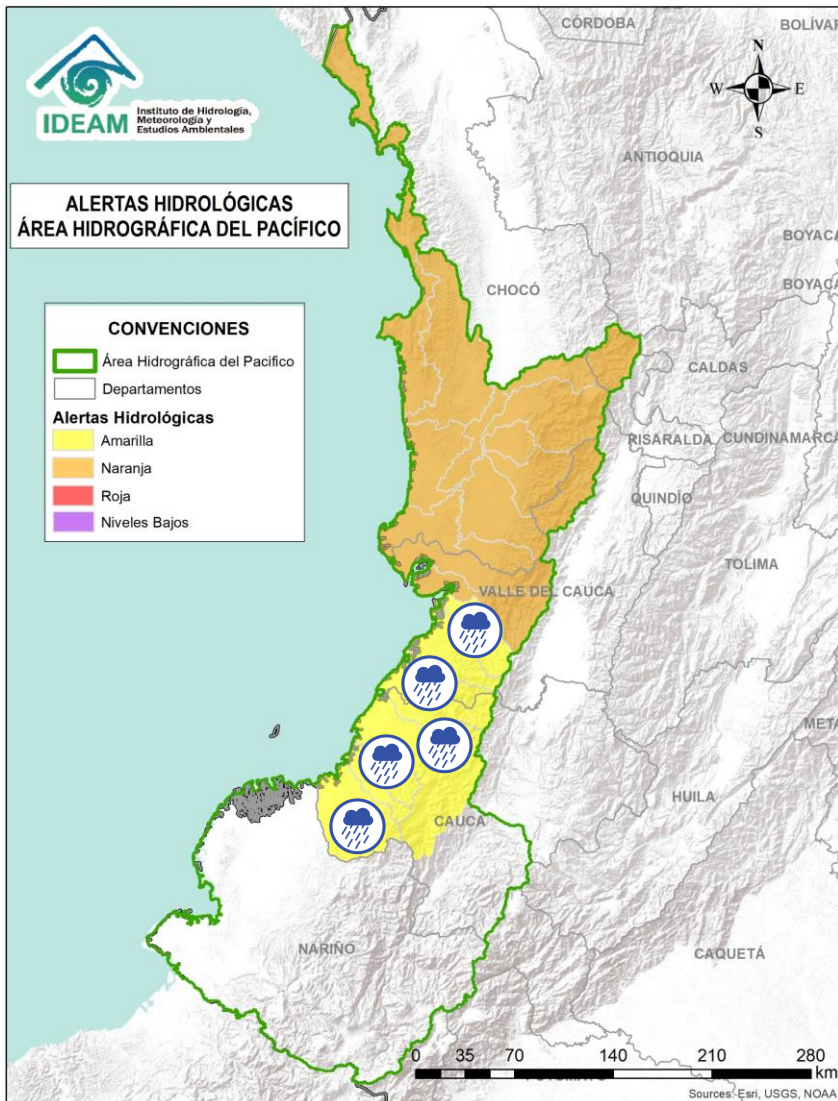 CÓRDOBA
BOLÍVAR
N
W
E
S
IDEAM
Instituto de Hidrología,
Meteorología y
Estudios Ambientales
ANTIOQUIA
ALERTAS HIDROLÓGICAS
ÁREA HIDROGRÁFICA DEL PACÍFICO
BOYACÁ
BOYACÁ
CHOCÓ
CONVENCIONES
Área Hidrográfica del Pacifico
Departamentos
Alertas Hidrológicas
Amarilla
Naranja
Roja
Niveles Bajos
CALDAS
RISARALDA
CUNDINAMARCA
QUINDÍO
TOLIMA
VALLE DEL CAUCA
META
HUILA
CAUCA
NARIÑO
CAQUETÁ
0 35 70 140 210 280
km
Sources: Esri, USGS, NOAA